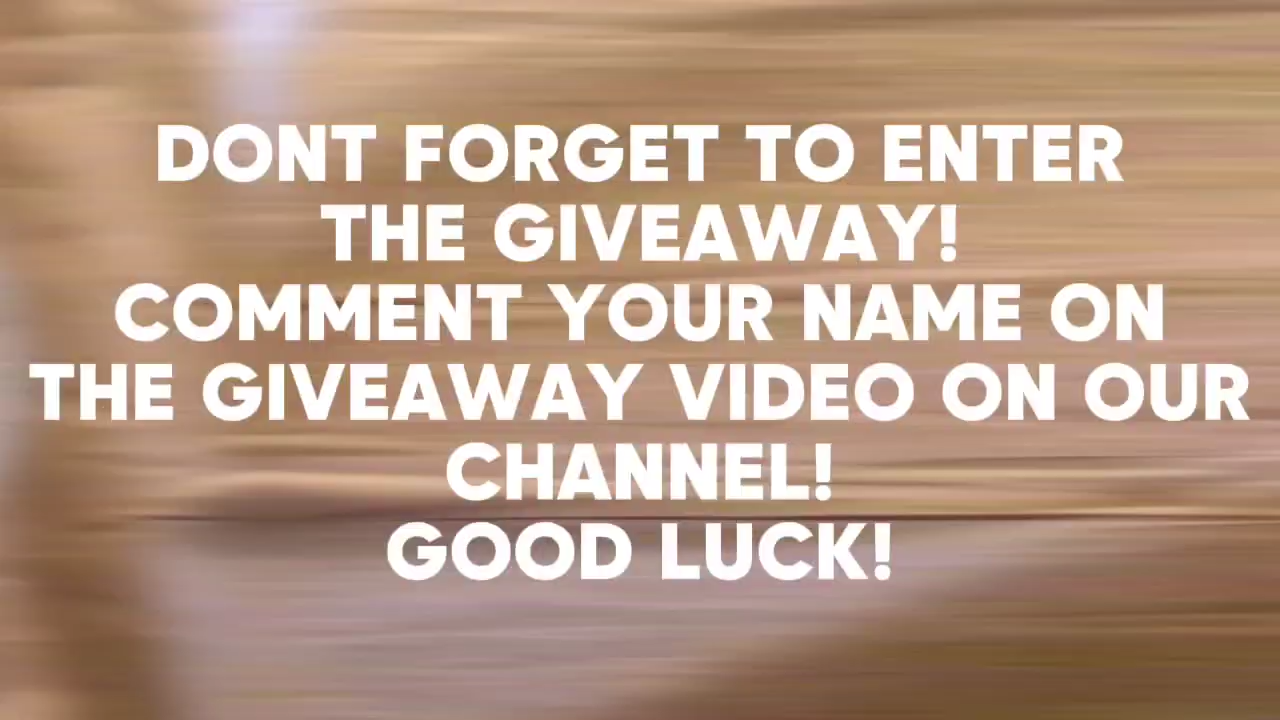 DONT FORGET TO ENTER
THE GIVEAWAY!
COMMENT YOUR NAME ON
THE GIVEAWAY VIDEO ON OUR
CHANNEL!
GOOD LUCK!